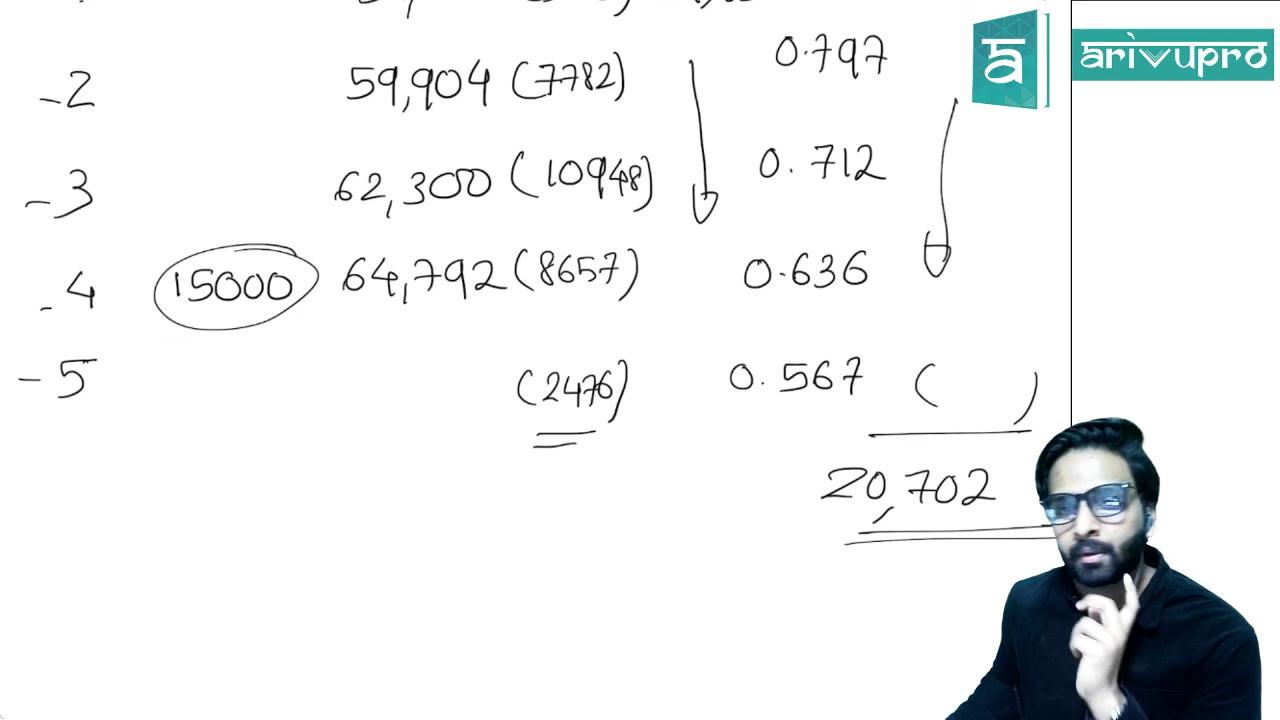 arivupro
-2 59,904 (7782) 0.797
-3 62,300 (10948) 0.712
-4 15000 64,792 (8657) 0.636
-5 (2476) 0.567 ( )
20,702